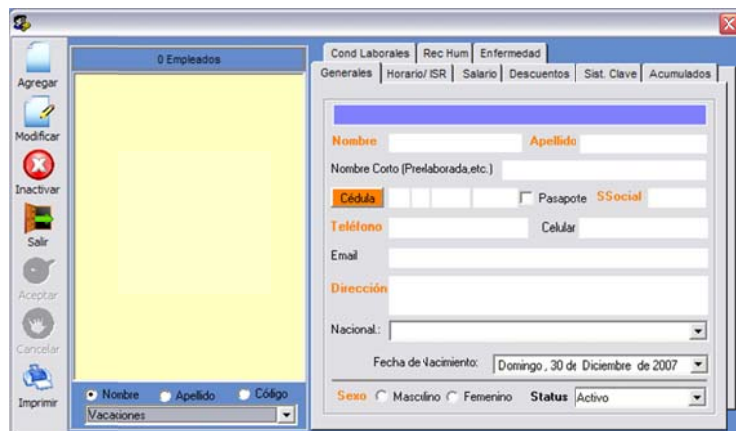 Agregar
Modificar
Inactivar
Salir
Aceptar
Cancelar
Imprimir
0 Empleados
Nombre Apellido Código
Vacaciones
Cond Laborales Rec Hum Enfermedad
Generales Horario/ ISR Salario Descuentos Sist. Clave Acumulados
Nombre Apellido
Nombre Corto (Preelaborada,etc.)
Cédula Pasapote SSocial
Teléfono Celular
Email
Dirección
Nacional.:
Fecha de Nacimiento: Domingo , 30 de Diciembre de 2007
Sexo Masculino Femenino Status Activo